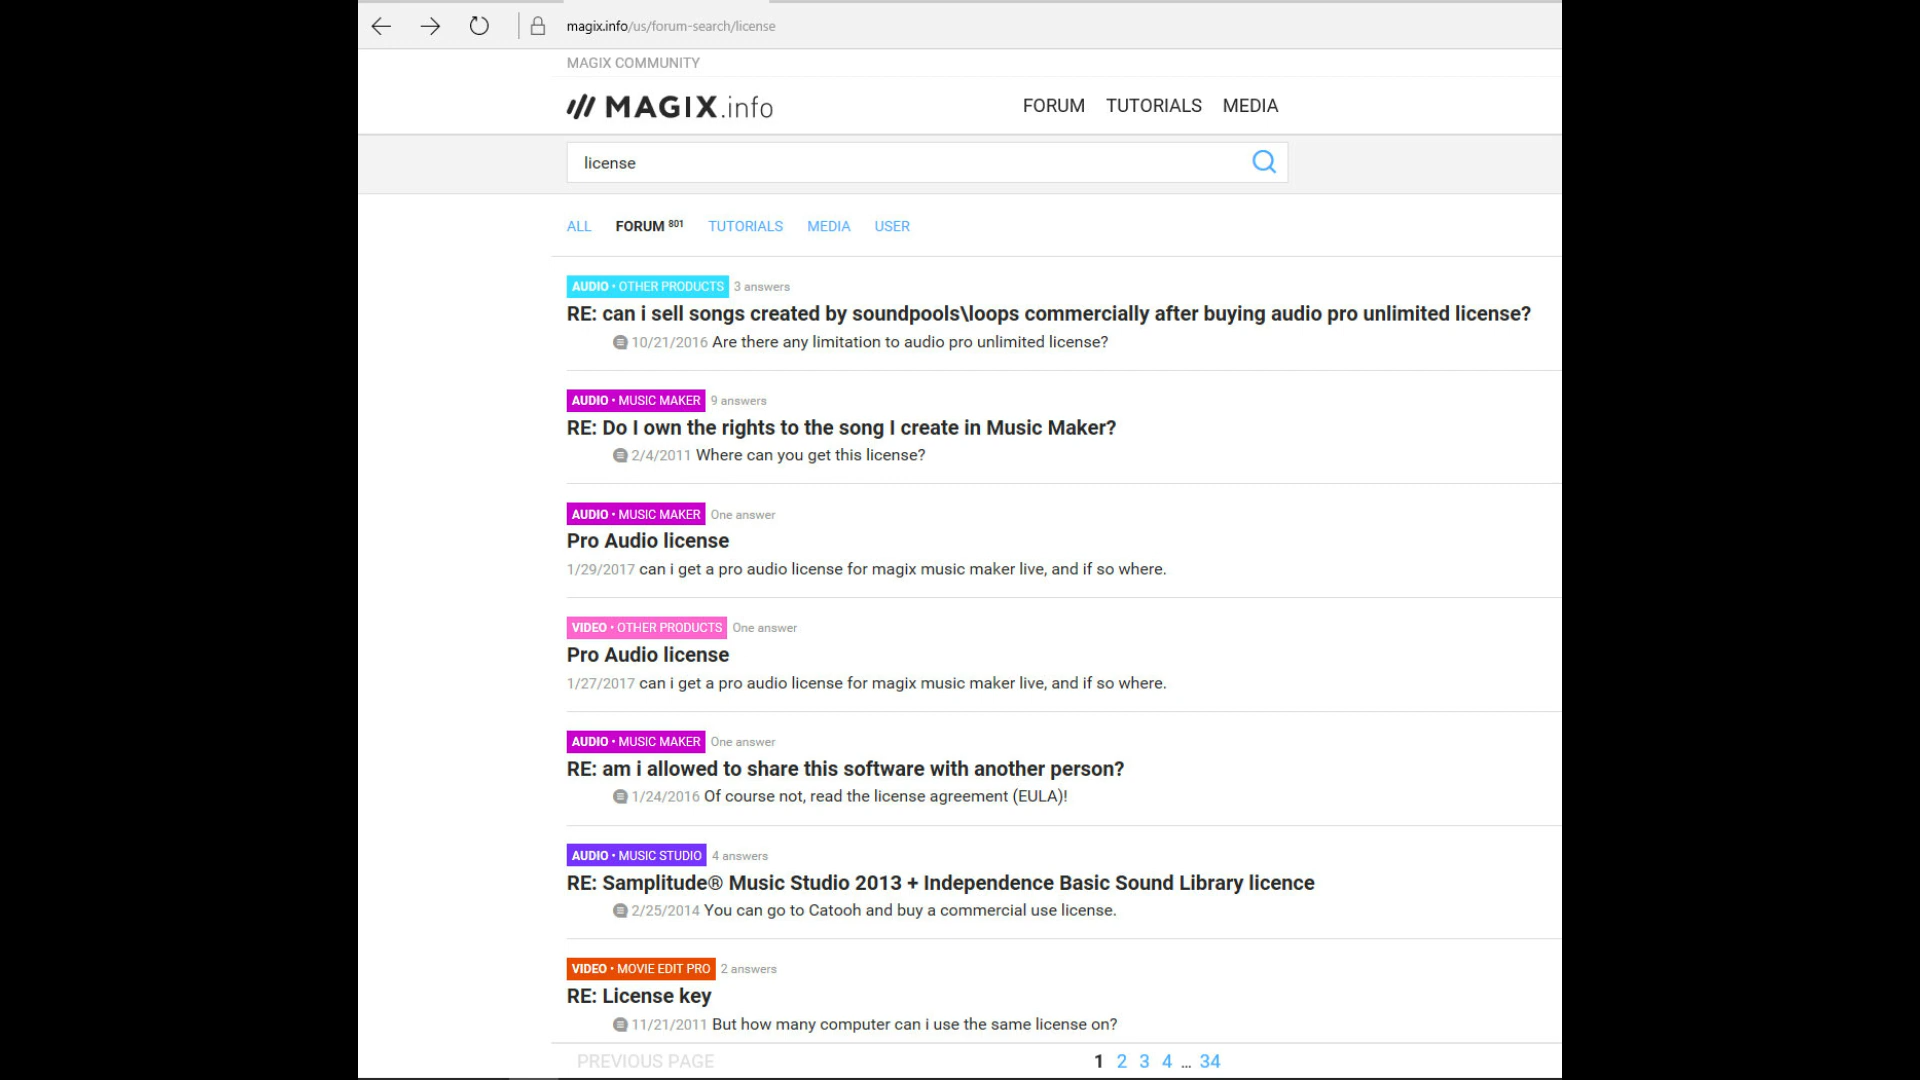 magix.info/us/forum-search/license
MAGIX COMMUNITY
MAGIX.info
FORUM TUTORIALS MEDIA
license
ALL FORUM 801 TUTORIALS MEDIA USER
AUDIO • OTHER PRODUCTS 3 answers
RE: can i sell songs created by soundpools\loops commercially after buying audio pro unlimited license?
10/21/2016 Are there any limitation to audio pro unlimited license?
AUDIO • MUSIC MAKER 9 answers
RE: Do I own the rights to the song I create in Music Maker?
2/4/2011 Where can you get this license?
AUDIO • MUSIC MAKER One answer
Pro Audio license
1/29/2017 can i get a pro audio license for magix music maker live, and if so where.
VIDEO • OTHER PRODUCTS One answer
Pro Audio license
1/27/2017 can i get a pro audio license for magix music maker live, and if so where.
AUDIO • MUSIC MAKER One answer
RE: am i allowed to share this software with another person?
1/24/2016 Of course not, read the license agreement (EULA)!
AUDIO • MUSIC STUDIO 4 answers
RE: Samplitude® Music Studio 2013 + Independence Basic Sound Library licence
2/25/2014 You can go to Catooh and buy a commercial use license.
VIDEO • MOVIE EDIT PRO 2 answers
RE: License key
11/21/2011 But how many computer can i use the same license on?
PREVIOUS PAGE 1 2 3 4 ... 34